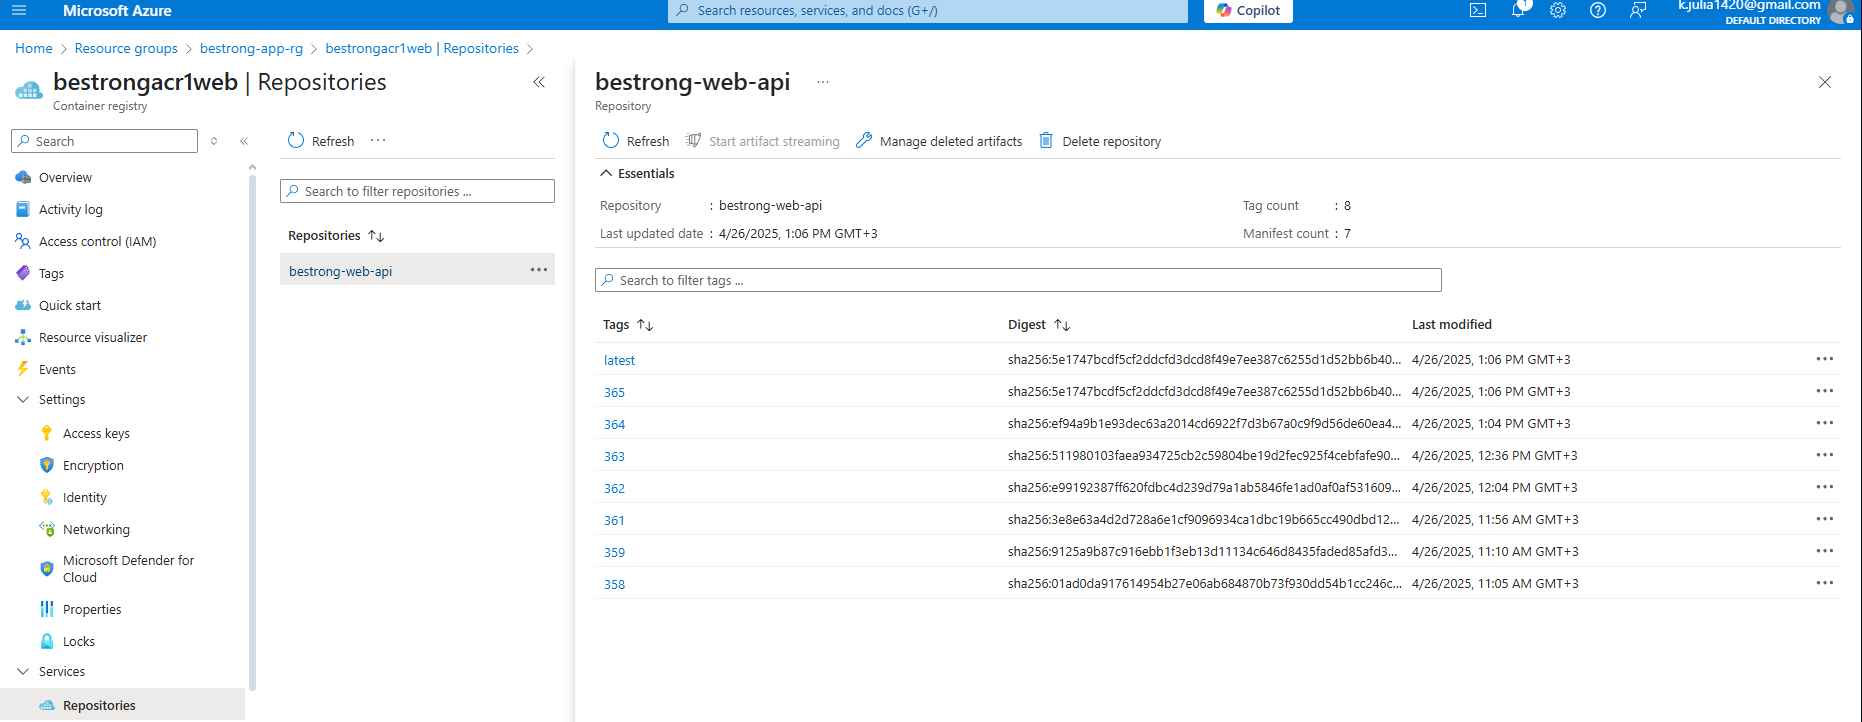 Microsoft Azure
Search resources, services, and docs (G+/)
Copilot
1
k.julia1420@gmail.com
DEFAULT DIRECTORY
Home > Resource groups > bestrong-app-rg > bestrongacr1web | Repositories >
bestrongacr1web | Repositories
Container registry
Search
Overview
Activity log
Access control (IAM)
Tags
Quick start
Resource visualizer
Events
Settings
Access keys
Encryption
Identity
Networking
Microsoft Defender for
Cloud
Properties
Locks
Services
Repositories
Refresh ...
Search to filter repositories ...
Repositories
bestrong-web-api ...
bestrong-web-api ...
Repository
Refresh Start artifact streaming Manage deleted artifacts Delete repository
Essentials
Repository : bestrong-web-api Tag count : 8
Last updated date : 4/26/2025, 1:06 PM GMT+3 Manifest count : 7
Search to filter tags ...
Tags Digest Last modified
latest sha256:5e1747bcdf5cf2ddcfd3dcd8f49e7ee387c6255d1d52bb6b40... 4/26/2025, 1:06 PM GMT+3 ...
365 sha256:5e1747bcdf5cf2ddcfd3dcd8f49e7ee387c6255d1d52bb6b40... 4/26/2025, 1:06 PM GMT+3 ...
364 sha256:ef94a9b1e93dec63a2014cd6922f7d3b67a0c9f9d56de60ea4... 4/26/2025, 1:04 PM GMT+3 ...
363 sha256:511980103faea934725cb2c59804be19d2fec925f4cebfafe90... 4/26/2025, 12:36 PM GMT+3 ...
362 sha256:e99192387ff620fdbc4d239d79a1ab5846fe1ad0af0af531609... 4/26/2025, 12:04 PM GMT+3 ...
361 sha256:3e8e63a4d2d728a6e1cf9096934ca1dbc19b665cc490dbd12... 4/26/2025, 11:56 AM GMT+3 ...
359 sha256:9125a9b87c916ebb1f3eb13d11134c646d8435faded85afd3... 4/26/2025, 11:10 AM GMT+3 ...
358 sha256:01ad0da917614954b27e06ab684870b73f930dd54b1cc246c... 4/26/2025, 11:05 AM GMT+3 ...